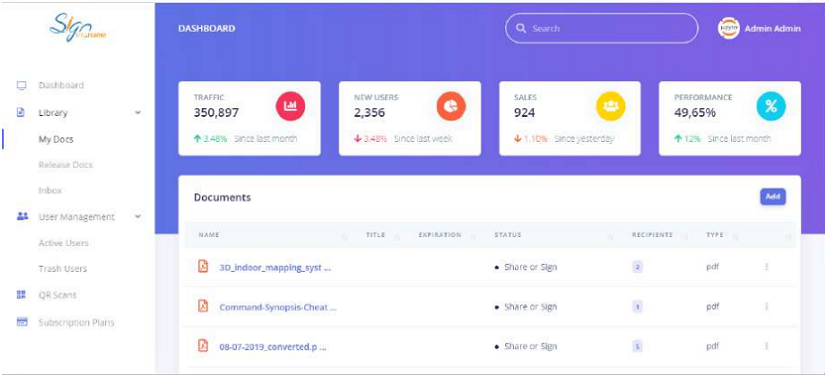 Sign
DASHBOARD
Search
Admin Admin
Dashboard
Library
My Docs
Release Docs
Inbox
User Management
Active Users
Trash Users
QR Scans
Subscription Plans
TRAFFIC
350,897
3.48% Since last month
NEW USERS
2,356
3.48% Since last week
SALES
924
1.10% Since yesterday
PERFORMANCE
49,65%
12% Since last month
Documents
Add
NAME TITLE EXPIRATION STATUS RECIPIENTS TYPE
3D_indoor_mapping_syst ... Share or Sign 2 pdf
Command-Synopsis-Cheat ... Share or Sign 1 pdf
08-07-2019_converted.p ... Share or Sign 5 pdf